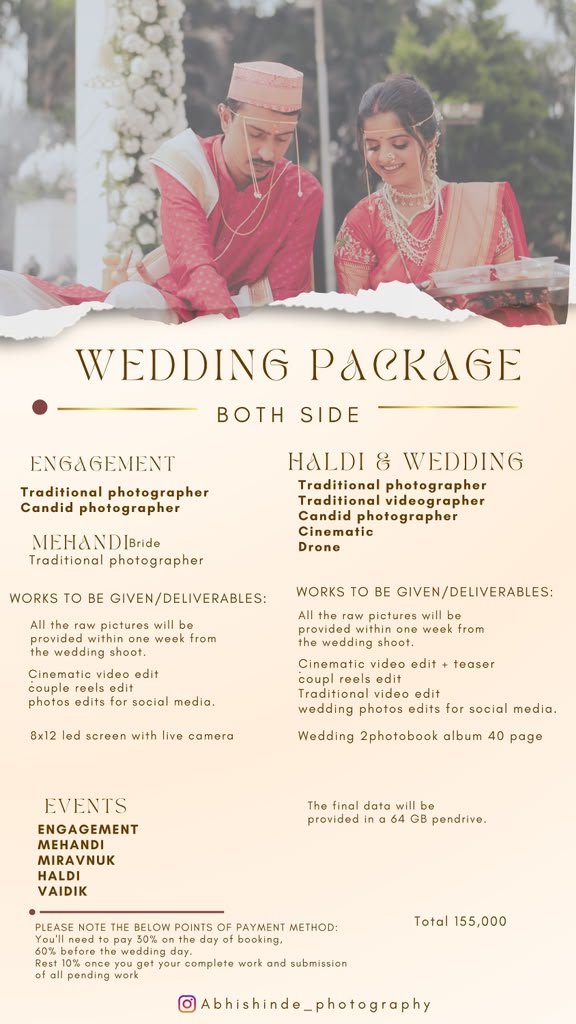 WEDDING PACKAGE
BOTH SIDE
ENGAGEMENT
Traditional photographer
Candid photographer
MEHANDI Bride
Traditional photographer
WORKS TO BE GIVEN/DELIVERABLES:
All the raw pictures will be
provided within one week from
the wedding shoot.
Cinematic video edit
couple reels edit
photos edits for social media.
8x12 led screen with live camera
HALDI & WEDDING
Traditional photographer
Traditional videographer
Candid photographer
Cinematic
Drone
WORKS TO BE GIVEN/DELIVERABLES:
All the raw pictures will be
provided within one week from
the wedding shoot.
Cinematic video edit + teaser
coupl reels edit
Traditional video edit
wedding photos edits for social media.
Wedding 2photobook album 40 page
EVENTS
ENGAGEMENT
MEHANDI
MIRAVNUK
HALDI
VAIDIK
The final data will be
provided in a 64 GB pendrive.
PLEASE NOTE THE BELOW POINTS OF PAYMENT METHOD:
You'll need to pay 30% on the day of booking,
60% before the wedding day.
Rest 10% once you get your complete work and submission
of all pending work
Total 155,000
Abhishinde_photography